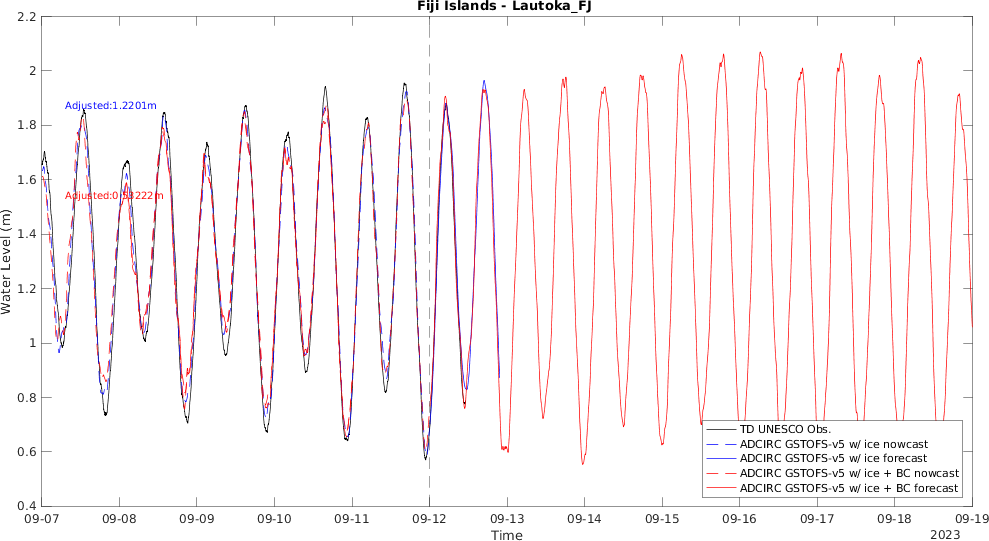 Fiji Islands - Lautoka_FJ
2.2
2
1.8
1.6
1.4
1.2
1
0.8
0.6
0.4
Water Level (m)
Adjusted:1.2201m
Adjusted:0.53222m
TD UNESCO Obs.
ADCIRC GSTOFS-v5 w/ ice nowcast
ADCIRC GSTOFS-v5 w/ ice forecast
ADCIRC GSTOFS-v5 w/ ice + BC nowcast
ADCIRC GSTOFS-v5 w/ ice + BC forecast
09-07 09-08 09-09 09-10 09-11 09-12 09-13 09-14 09-15 09-16 09-17 09-18 09-19
Time
2023